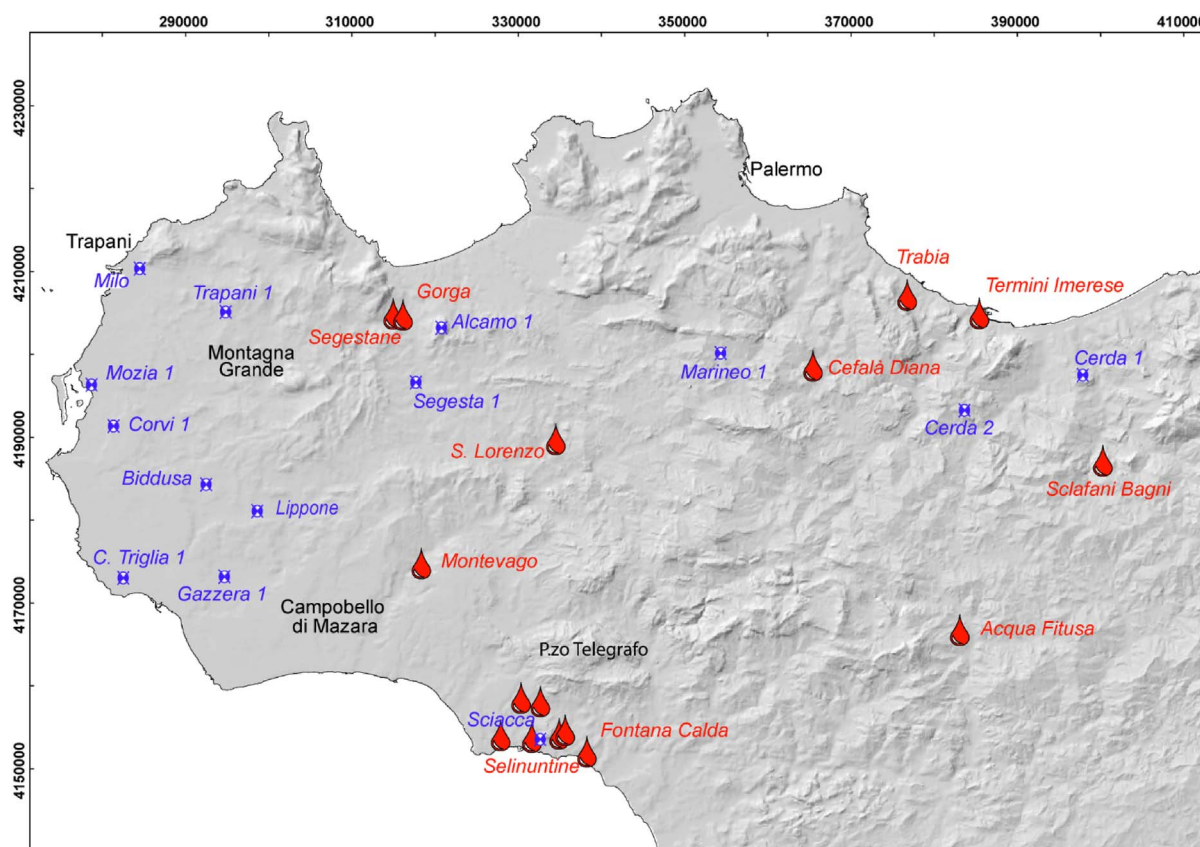 290000
310000
330000
350000
370000
390000
410000
4230000
4210000
4190000
4170000
4150000
Palermo
Trapani
Milo
Trapani 1
Gorga
Segestane
Alcamo 1
Trabia
Termini Imerese
Montagna
Grande
Mozia 1
Segesta 1
Marineo 1
Cefalà Diana
Cerda 1
Corvi 1
Cerda 2
S. Lorenzo
Biddusa
Sclafani Bagni
Lippone
C. Triglia 1
Montevago
Gazzera 1
Campobello
di Mazara
Acqua Fitusa
P.zo Telegrafo
Sciacca
Fontana Calda
Selinuntine